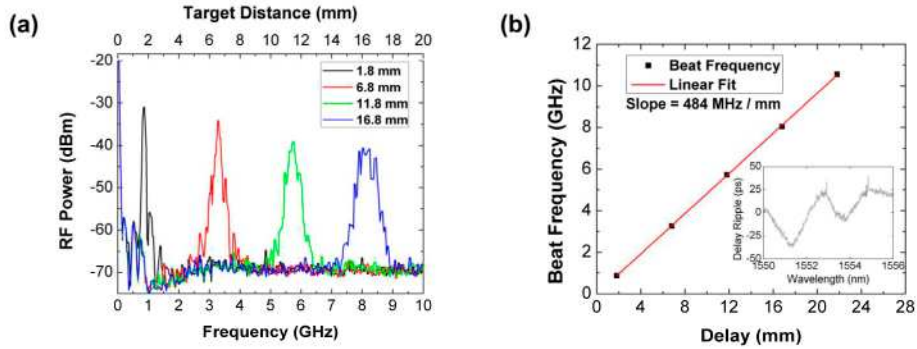 (a)
Target Distance (mm)
0 2 4 6 8 10 12 14 16 18 20
-20
-30
-40
-50
-60
-70
RF Power (dBm)
1.8 mm
6.8 mm
11.8 mm
16.8 mm
0 1 2 3 4 5 6 7 8 9 10
Frequency (GHz)
(b)
12
10
8
6
4
2
0
Beat Frequency (GHz)
Beat Frequency
Linear Fit
Slope = 484 MHz / mm
50
25
0
-25
-50
Delay Ripple (ps)
1550 1552 1554 1556
Wavelength (nm)
0 4 8 12 16 20 24 28
Delay (mm)